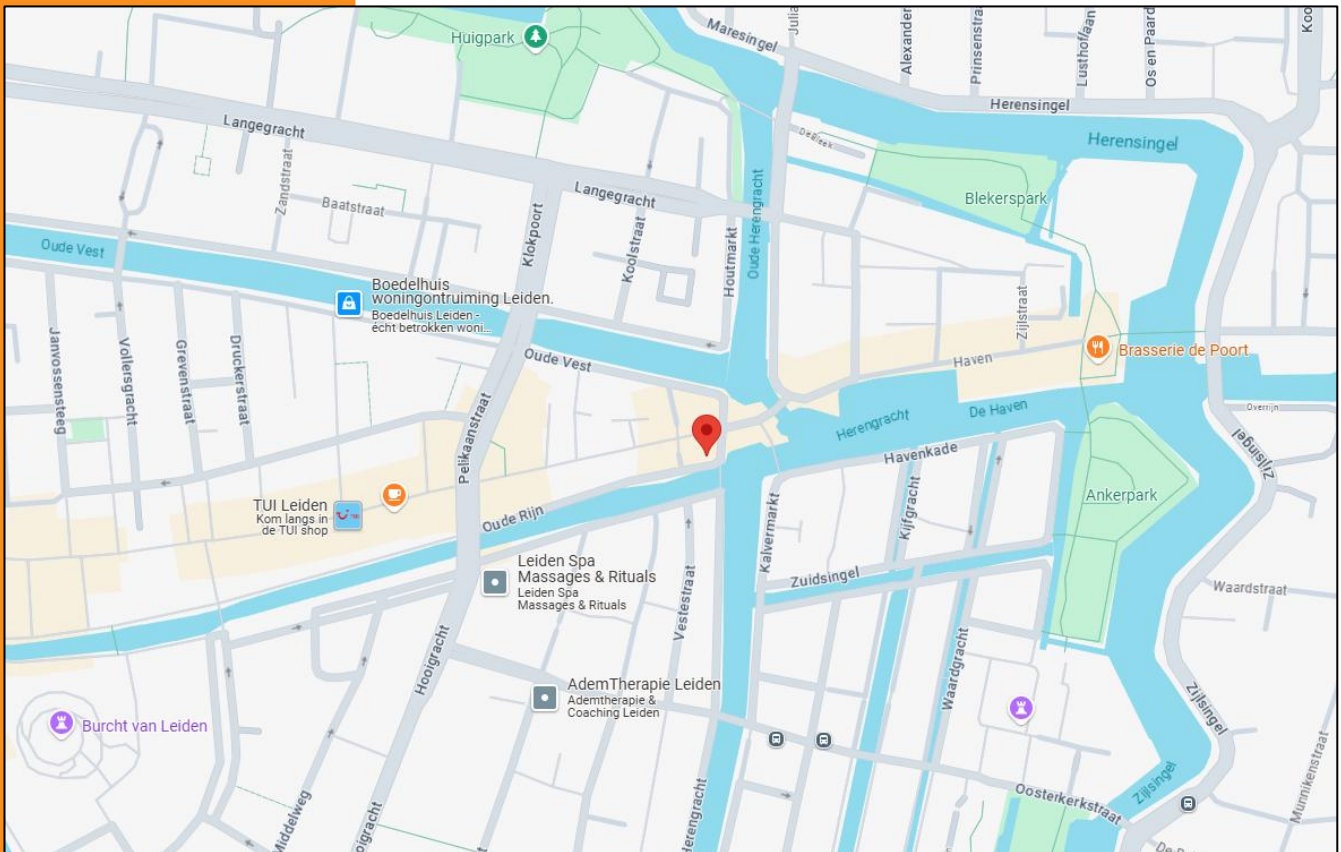 Huigpark
Maresingel
Julia
Alexander
Prinsenstra
Lusthoflaan
Os en Paard
Koo
Herensingel
Herensingel
De Bleek
Langegracht
Zandstraat
Baatstraat
Langegracht
Klokpoort
Koolstraat
Houtmarkt
Oude Herengracht
Blekerspark
Oude Vest
Boedelhuis
woningontruiming Leiden.
Boedelhuis Leiden -
écht betrokken woni...
Zijlstraat
Brasserie de Poort
Haven
Oude Vest
Janvossensteeg
Vollersgracht
Grevenstraat
Druckerstraat
Pelikaanstraat
Herengracht
De Haven
Overrijn
Zijlsingel
Havenkade
Ankerpark
TUI Leiden
Kom langs in
de TUI shop
Oude Rijn
Kalvermarkt
Kijfgracht
Leiden Spa
Massages & Rituals
Leiden Spa
Massages & Rituals
Vestestraat
Zuidsingel
Waardstraat
Hooigracht
Waardgracht
AdemTherapie Leiden
Ademtherapie &
Coaching Leiden
Burcht van Leiden
Zijlsingel
Zijlsingel
Munnikenstraat
Oosterkerkstraat
Middelweg
oigracht
Herengracht